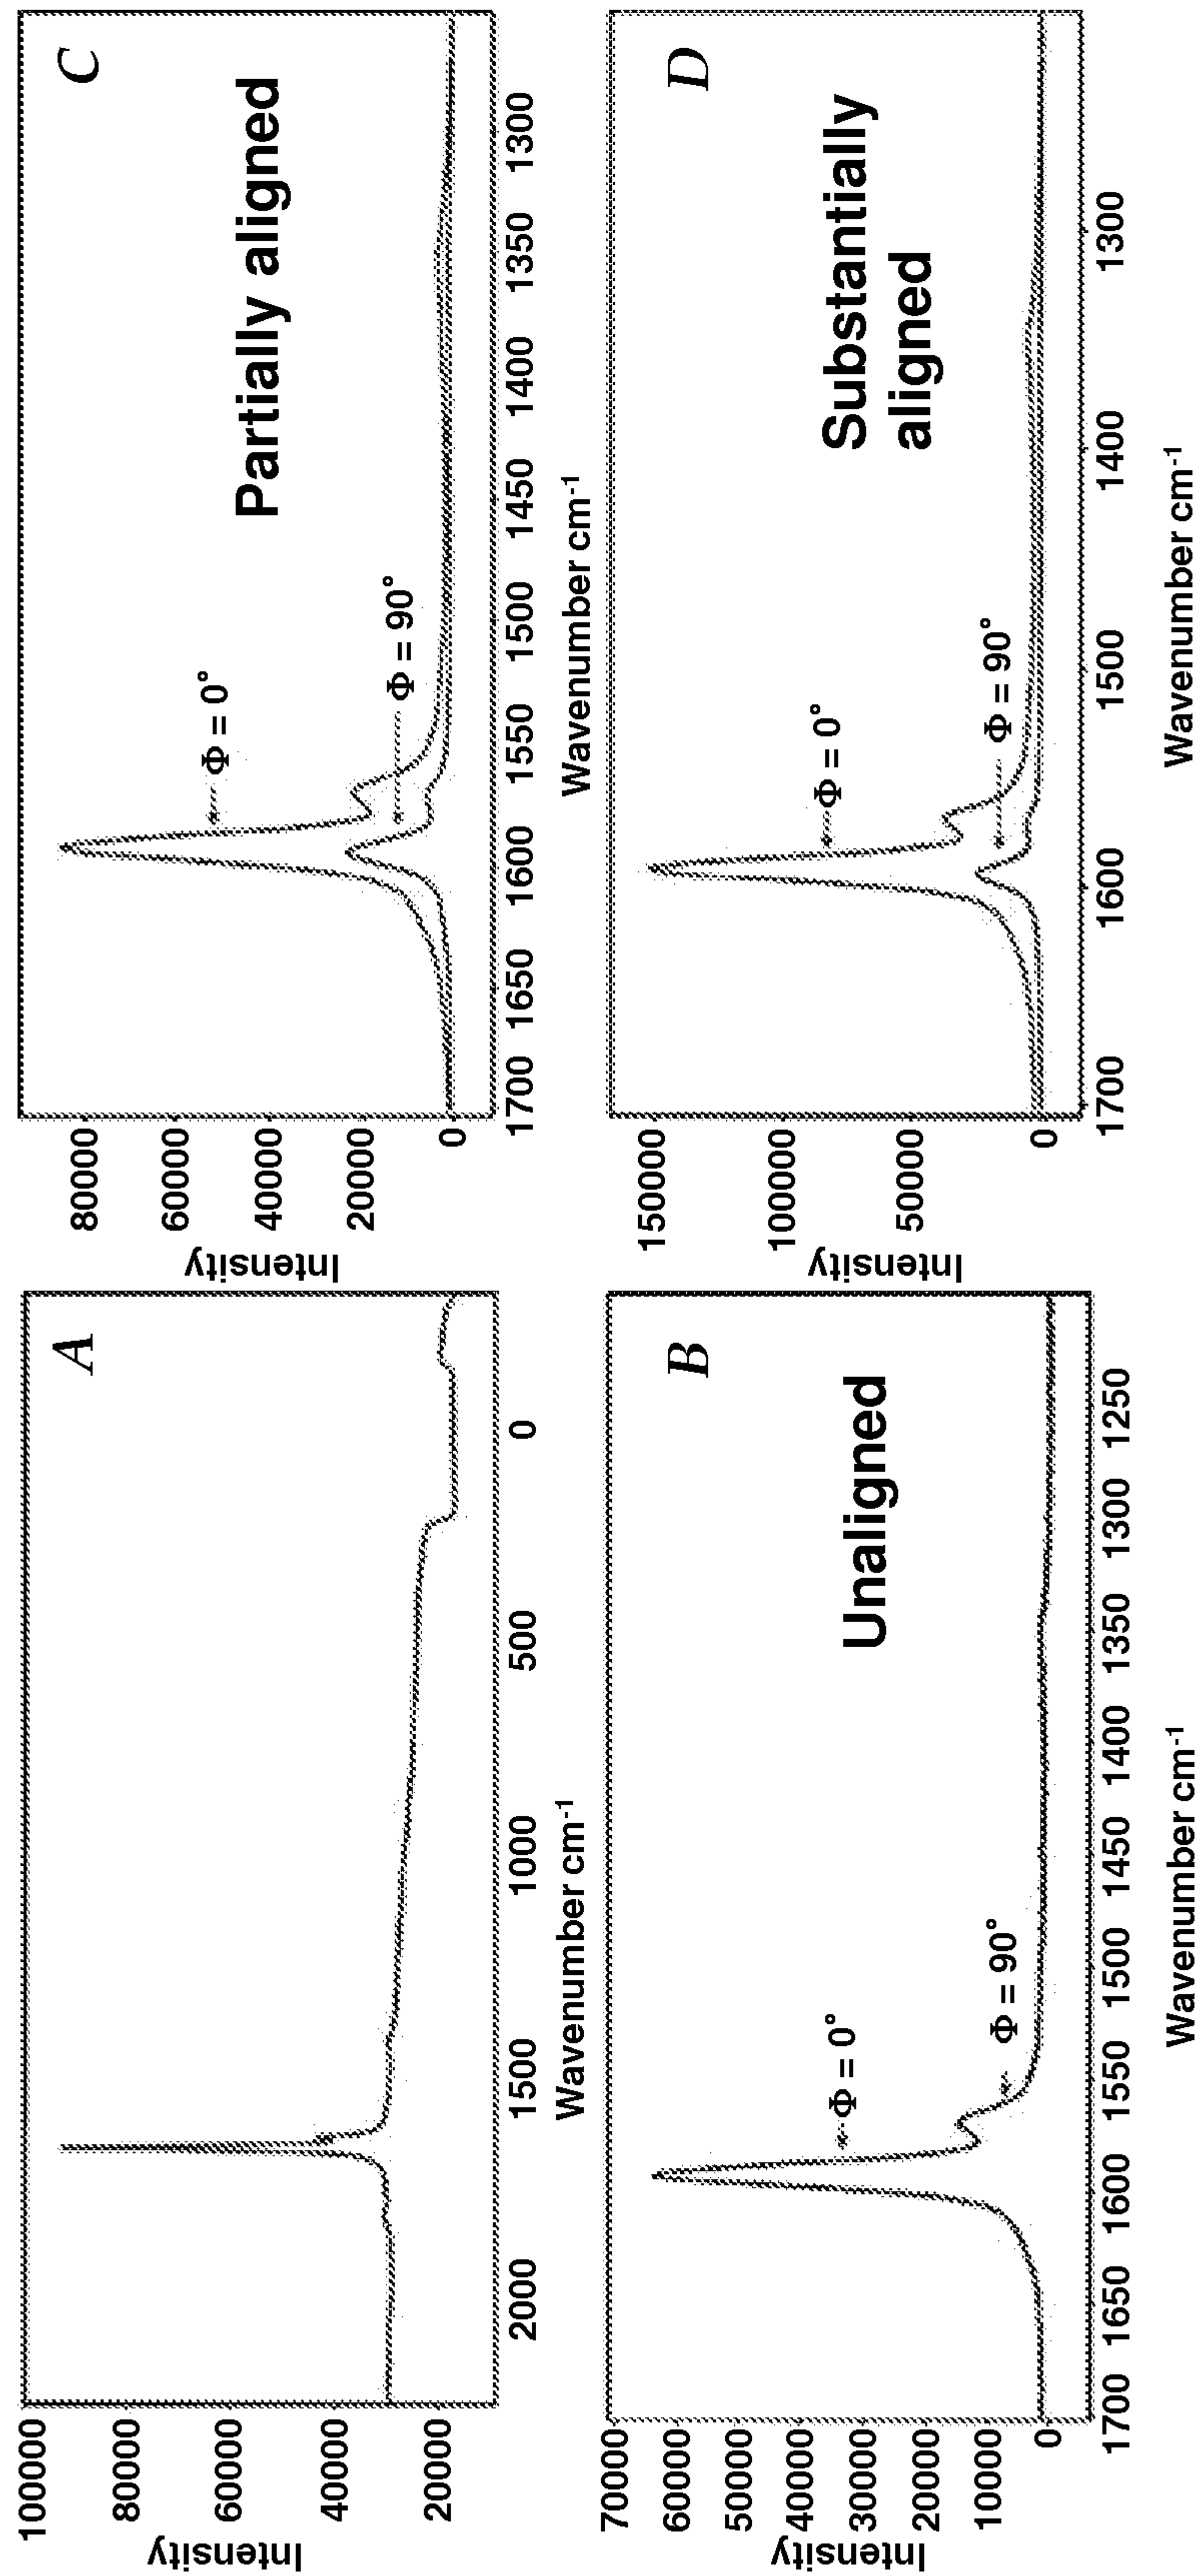 A
Intensity
100000
80000
60000
40000
20000
2000
1500
1000
500
0
Wavenumber cm-1
B
Unaligned
Φ = 0°
Φ = 90°
Intensity
70000
60000
50000
40000
30000
20000
10000
0
1700
1650
1600
1550
1500
1450
1400
1350
1300
1250
Wavenumber cm-1
C
Partially aligned
Φ = 0°
Φ = 90°
Intensity
80000
60000
40000
20000
0
1700
1650
1600
1550
1500
1450
1400
1350
1300
Wavenumber cm-1
D
Substantially
aligned
Φ = 0°
Φ = 90°
Intensity
150000
100000
50000
0
1700
1600
1500
1400
1300
Wavenumber cm-1